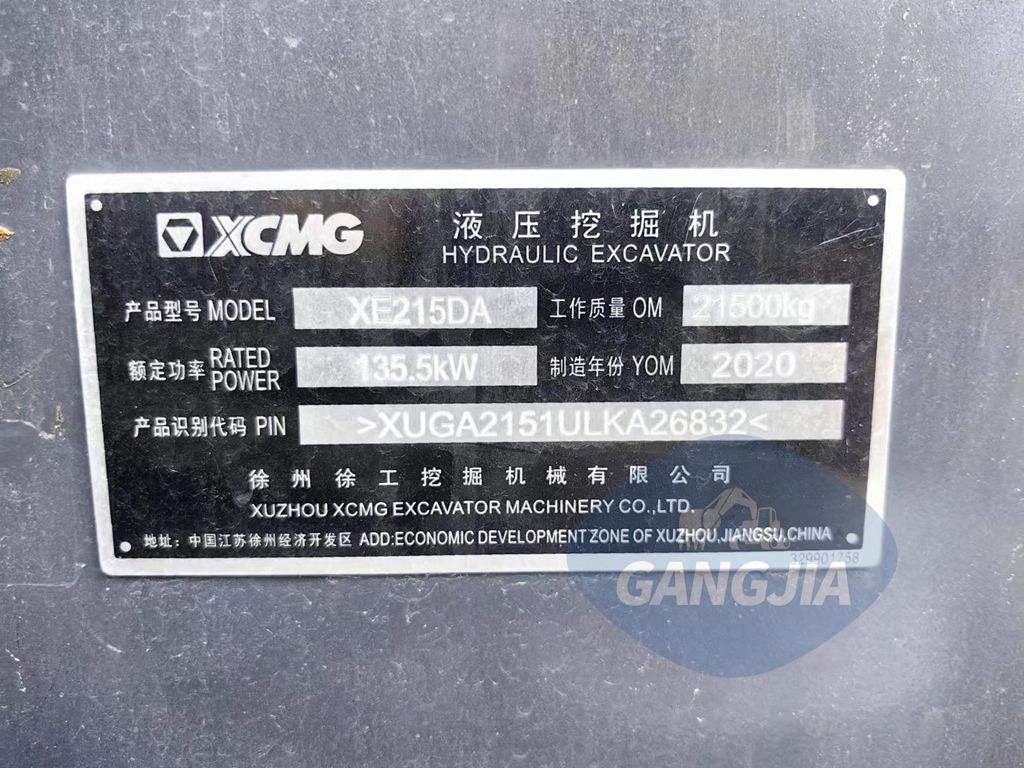 XCMG 液压挖掘机
HYDRAULIC EXCAVATOR
产品型号 MODEL XE215DA 工作质量 OM 21500kg
额定功率 RATED POWER 135.5kW 制造年份 YOM 2020
产品识别代码 PIN >XUGA2151ULKA26832<
徐州徐工挖掘机械有限公司
XUZHOU XCMG EXCAVATOR MACHINERY CO.,LTD.
地址: 中国江苏徐州经济开发区 ADD:ECONOMIC DEVELOPMENT ZONE OF XUZHOU,JIANGSU,CHINA
329901758
GANGJIA